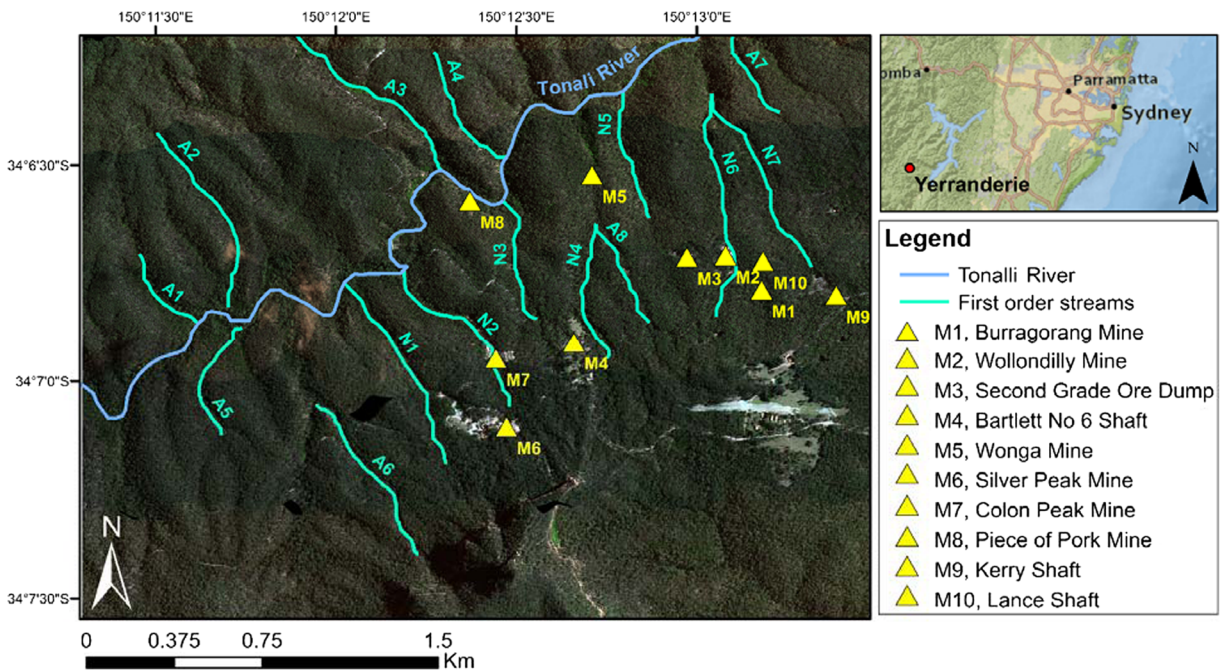 150°11'30"E
150°12'0"E
150°12'30"E
150°13'0"E
34°6'30"S
34°7'0"S
34°7'30"S
A3
A4
Tonali River
A7
A2
N5
N6
N7
M5
M8
N3
N4
A8
M3
M2
M10
M1
M9
A1
N1
N2
M4
M7
A5
M6
A6
N
0
0.375
0.75
1.5
Km
omba
Parramatta
Sydney
N
Yerranderie
Legend
Tonalli River
First order streams
M1, Burragorang Mine
M2, Wollondilly Mine
M3, Second Grade Ore Dump
M4, Bartlett No 6 Shaft
M5, Wonga Mine
M6, Silver Peak Mine
M7, Colon Peak Mine
M8, Piece of Pork Mine
M9, Kerry Shaft
M10, Lance Shaft